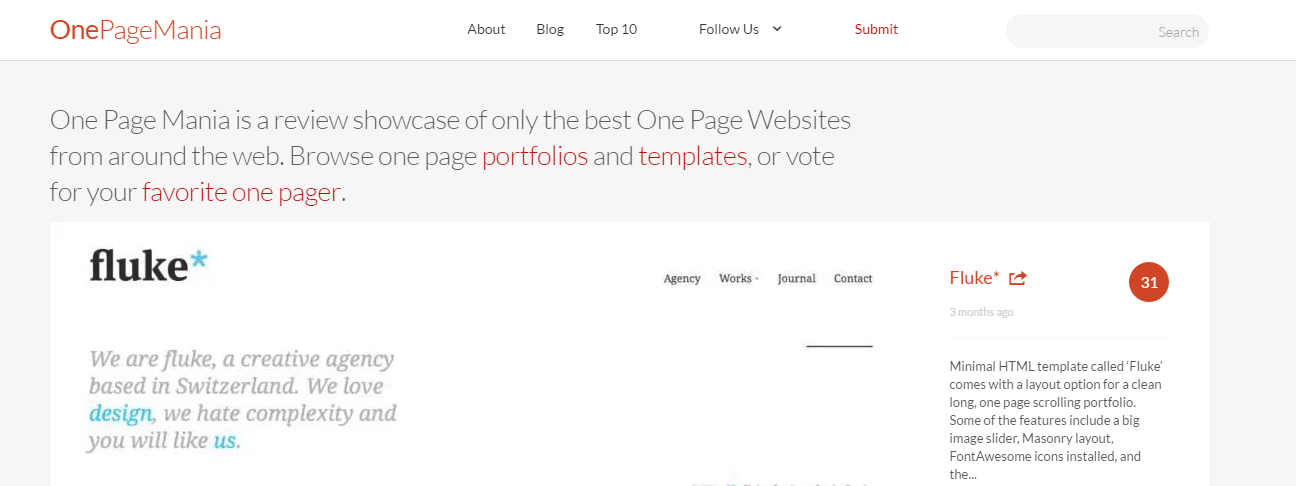 OnePageMania
About Blog Top 10 Follow Us Submit Search
One Page Mania is a review showcase of only the best One Page Websites
from around the web. Browse one page portfolios and templates, or vote
for your favorite one pager.
fluke*
Agency Works Journal Contact
We are fluke, a creative agency
based in Switzerland. We love
design, we hate complexity and
you will like us.
Fluke*
31
3 months ago
Minimal HTML template called ‘Fluke’
comes with a layout option for a clean
long, one page scrolling portfolio.
Some of the features include a big
image slider, Masonry layout,
FontAwesome icons installed, and
the...